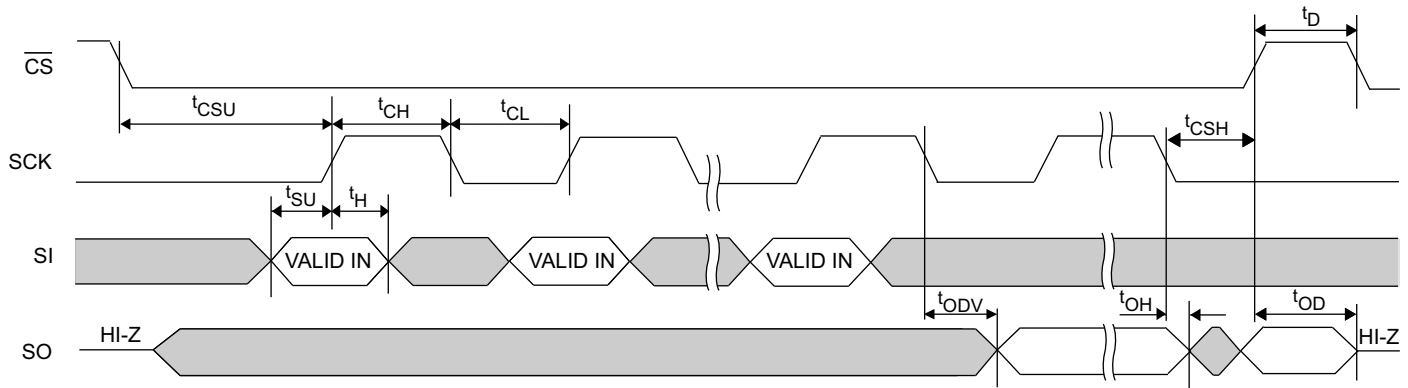 tD
CS
tCSU
tCH
tCL
tCSH
SCK
tSU
tH
SI
VALID IN
VALID IN
VALID IN
tODV
tOH
tOD
SO
HI-Z
HI-Z